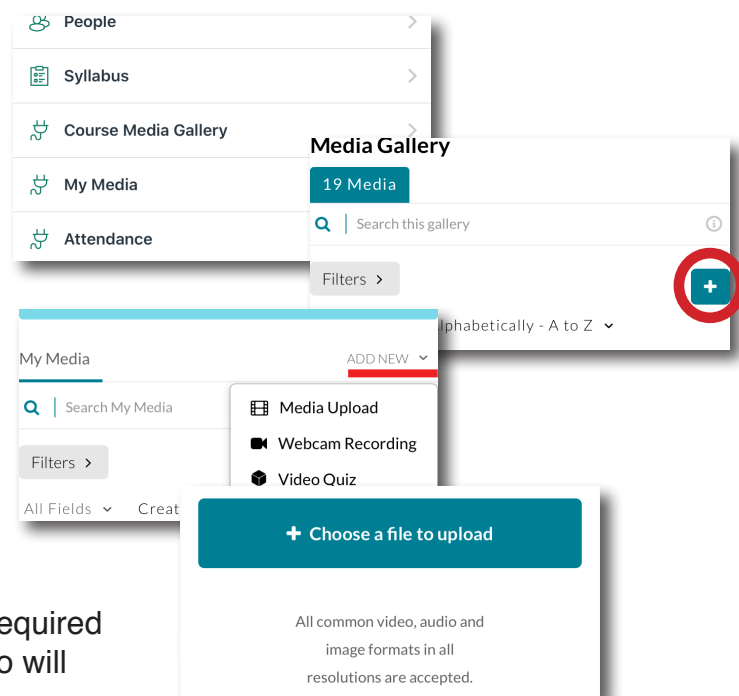 People
Syllabus
Course Media Gallery
My Media
Attendance
Media Gallery
19 Media
Search this gallery
Filters
lphabetically - A to Z
My Media
ADD NEW
Search My Media
Filters
All Fields Creat
Media Upload
Webcam Recording
Video Quiz
+ Choose a file to upload
All common video, audio and
image formats in all
resolutions are accepted.
equired
o will